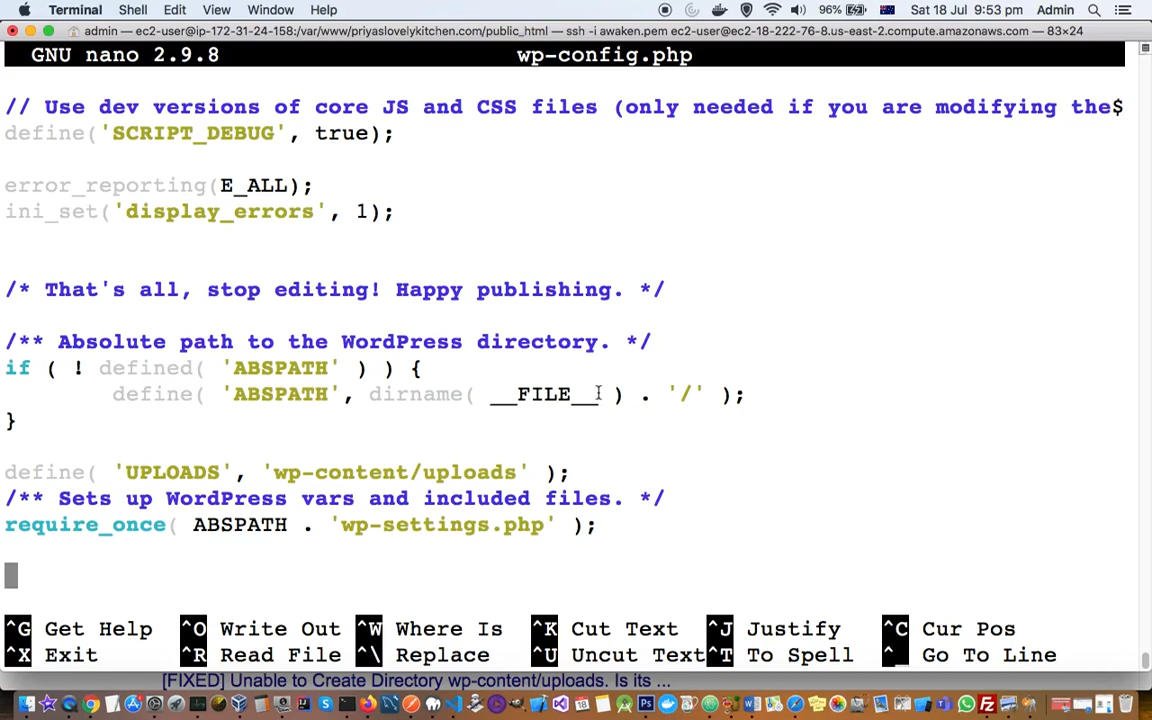 Terminal Shell Edit View Window Help 96% Sat 18 Jul 9:53 pm Admin
admin — ec2-user@ip-172-31-24-158:/var/www/priyaslovelykitchen.com/public_html — ssh -i awaken.pem ec2-user@ec2-18-222-76-8.us-east-2.compute.amazonaws.com — 83×24
GNU nano 2.9.8 wp-config.php
// Use dev versions of core JS and CSS files (only needed if you are modifying the$
define('SCRIPT_DEBUG', true);
error_reporting(E_ALL);
ini_set('display_errors', 1);
/* That's all, stop editing! Happy publishing. */
/** Absolute path to the WordPress directory. */
if ( ! defined( 'ABSPATH' ) ) {
define( 'ABSPATH', dirname( __FILE__ ) . '/' );
}
define( 'UPLOADS', 'wp-content/uploads' );
/** Sets up WordPress vars and included files. */
require_once( ABSPATH . 'wp-settings.php' );
^G Get Help ^O Write Out ^W Where Is ^K Cut Text ^J Justify ^C Cur Pos
^X Exit ^R Read File ^\ Replace ^U Uncut Text ^T To Spell ^_ Go To Line
[FIXED] Unable to Create Directory wp-content/uploads. Is its ...